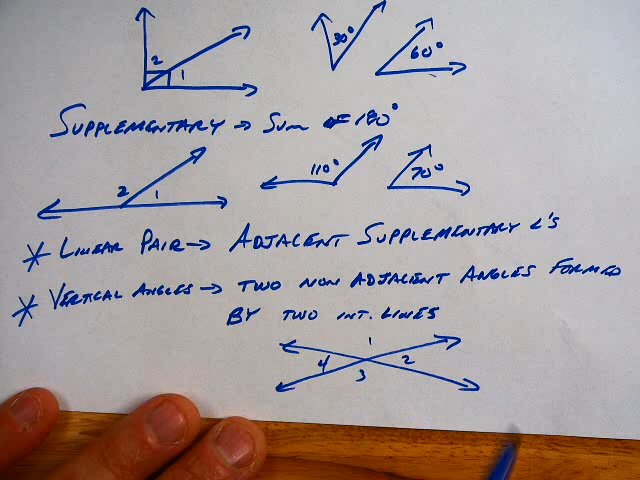 2 1 30° 60°
SUPPLEMENTARY → SUM OF 180°
2 1 110° 70°
* LINEAR PAIR → ADJACENT SUPPLEMENTARY ∠'S
* VERTICAL ANGLES → TWO NON ADJACENT ANGLES FORMED
BY TWO INT. LINES
1
4 2
3